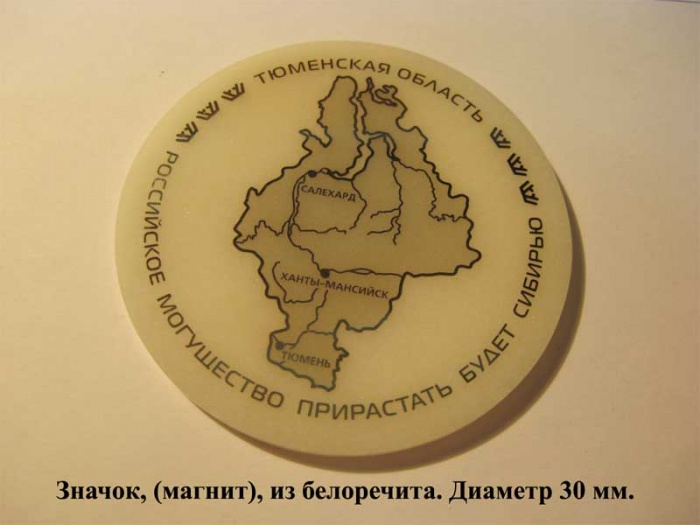 ТЮМЕНСКАЯ ОБЛАСТЬ
САЛЕХАРД
ХАНТЫ-МАНСИЙСК
ТЮМЕНЬ
РОССИЙСКОЕ МОГУЩЕСТВО ПРИРАСТАТЬ БУДЕТ СИБИРЬЮ
Значок, (магнит), из белоречита. Диаметр 30 мм.